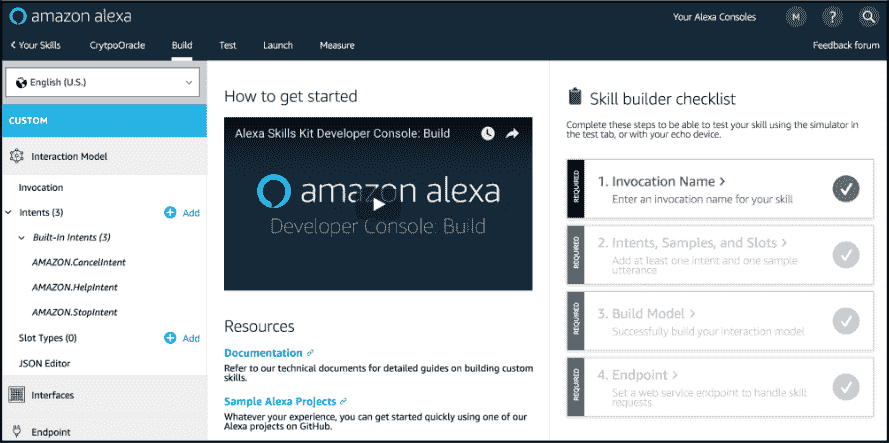 amazon alexa
Your Alexa Consoles
M
?
Your Skills
CrytpoOracle
Build
Test
Launch
Measure
Feedback forum
English (U.S.)
CUSTOM
Interaction Model
Invocation
Intents (3)
Add
Built-In Intents (3)
AMAZON.CancelIntent
AMAZON.HelpIntent
AMAZON.StopIntent
Slot Types (0)
Add
JSON Editor
Interfaces
Endpoint
How to get started
Alexa Skills Kit Developer Console: Build
amazon alexa
Developer Console: Build
Resources
Documentation
Refer to our technical documents for detailed guides on building custom
skills.
Sample Alexa Projects
Whatever your experience, you can get started quickly using one of our
Alexa projects on GitHub.
Skill builder checklist
Complete these steps to be able to test your skill using the simulator in
the test tab, or with your echo device.
REQUIRED
1. Invocation Name >
Enter an invocation name for your skill
REQUIRED
2. Intents, Samples, and Slots >
Add at least one intent and one sample
utterance
REQUIRED
3. Build Model >
Successfully build your interaction model
REQUIRED
4. Endpoint >
Set a web service endpoint to handle skill
requests